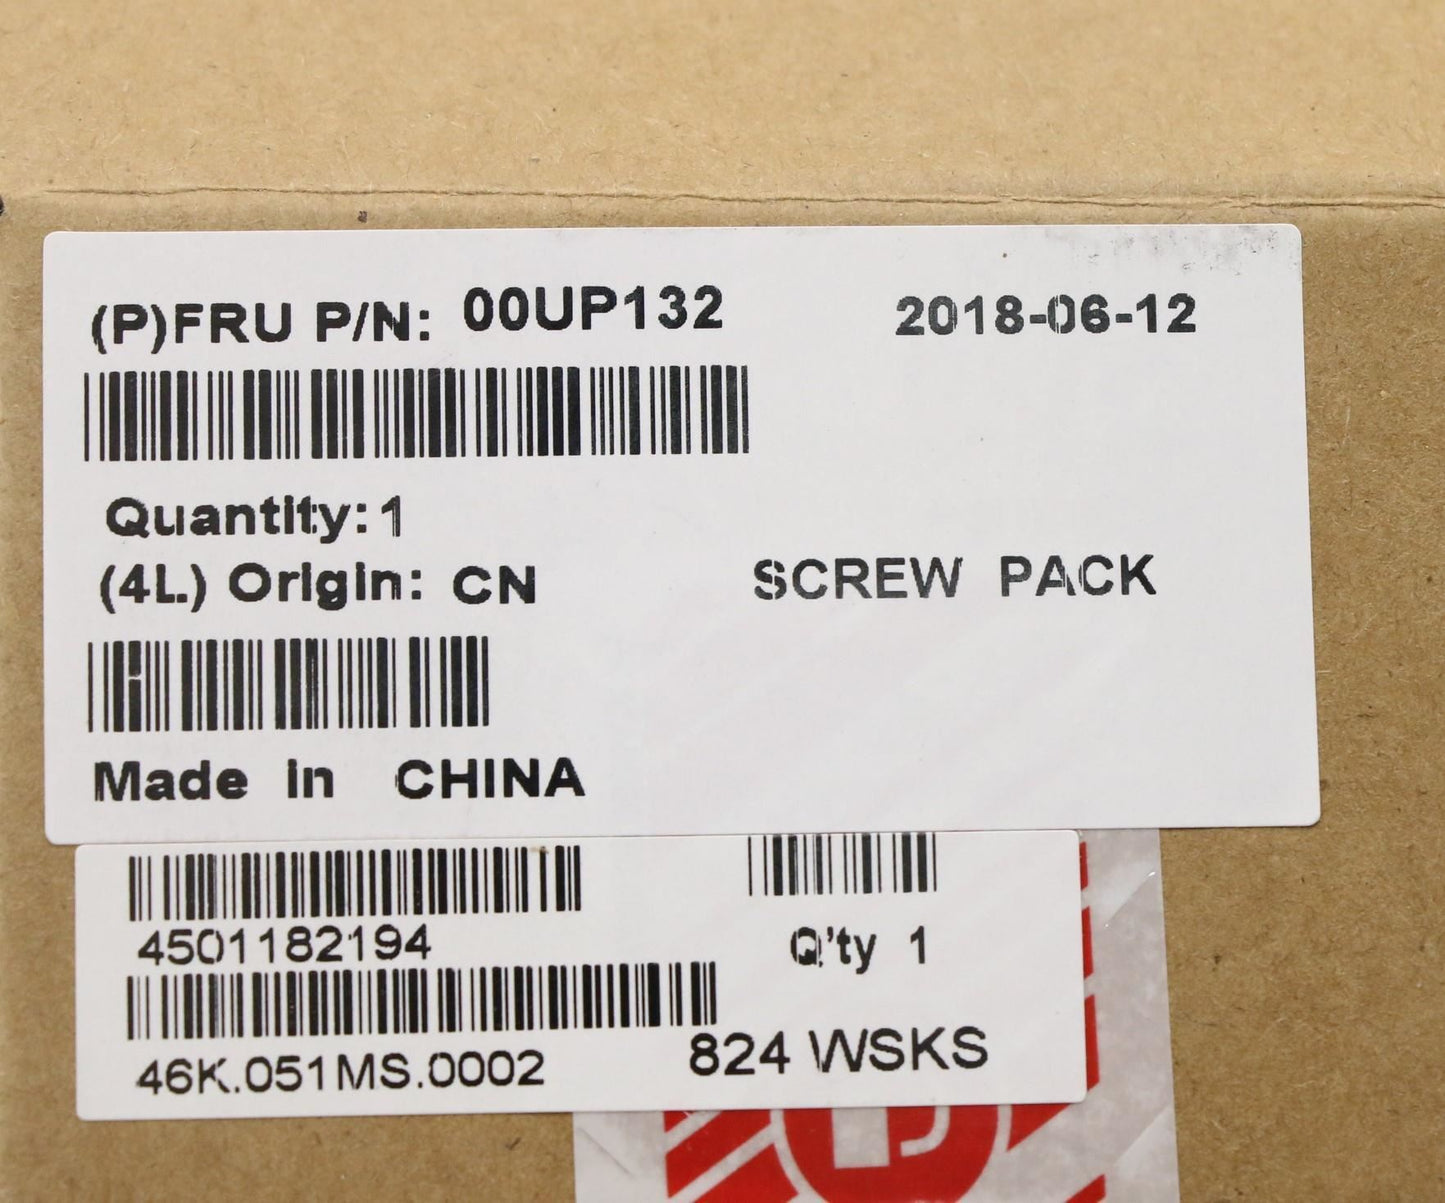 (P)FRU P/N: 00UP132 2018-06-12
Quantity: 1
(4L) Origin: CN SCREW PACK
Made in CHINA
4501182194 Q'ty 1
46K.051MS.0002 824 WSKS